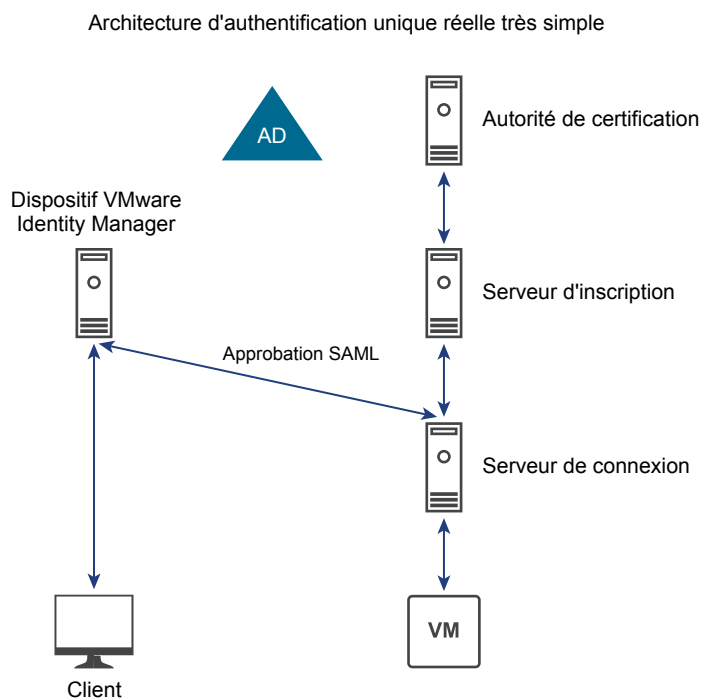 Architecture d'authentification unique réelle très simple
AD
Autorité de certification
Dispositif VMware
Identity Manager
Serveur d'inscription
Approbation SAML
Serveur de connexion
VM
Client